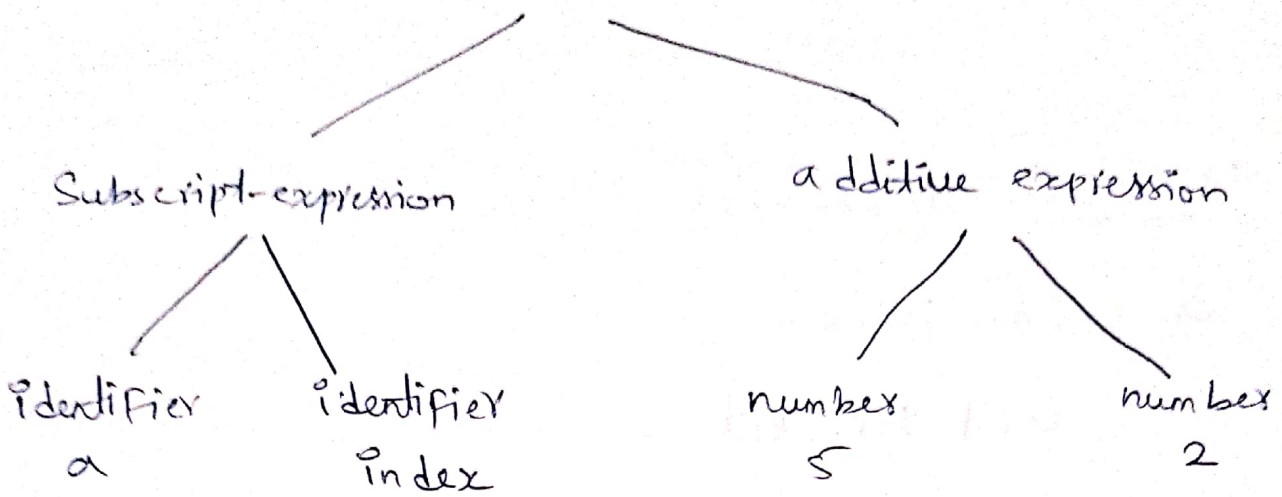 Subscript-expression additive expression
identifier identifier number number
a index 5 2